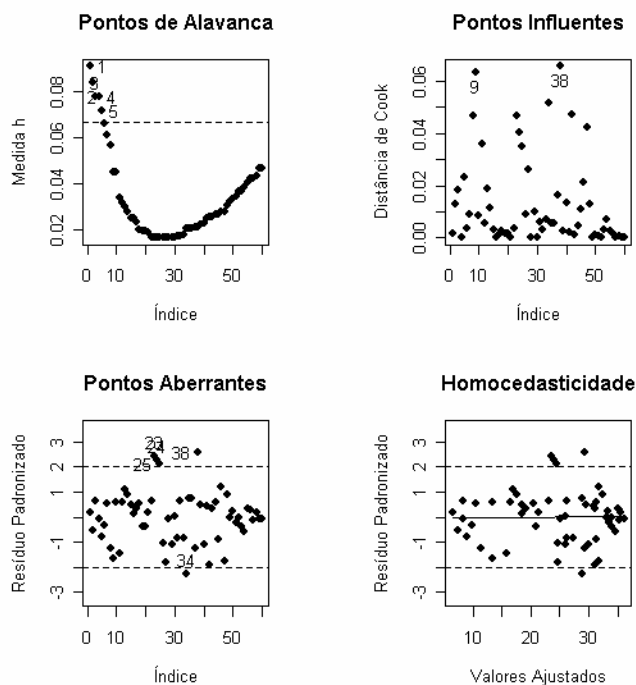 Pontos de Alavanca
Medida h
0.02 0.04 0.06 0.08
1
3
2 4
5
0 10 30 50
Índice
Pontos Influentes
Distância de Cook
0.00 0.02 0.04 0.06
9
38
0 10 30 50
Índice
Pontos Aberrantes
Resíduo Padronizado
-3 -1 1 2 3
23
24
25
38
34
0 10 30 50
Índice
Homocedasticidade
Resíduo Padronizado
-3 -1 1 2 3
10 20 30
Valores Ajustados